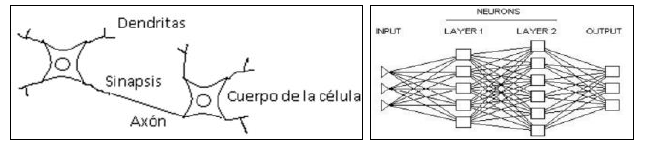 Dendritas
Sinapsis
Cuerpo de la célula
Axón
NEURONS
INPUT LAYER 1 LAYER 2 OUTPUT